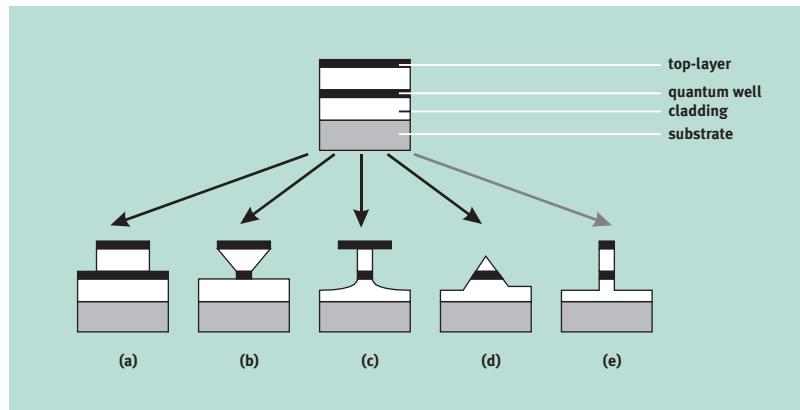 top-layer
quantum well
cladding
substrate
(a) (b) (c) (d) (e)